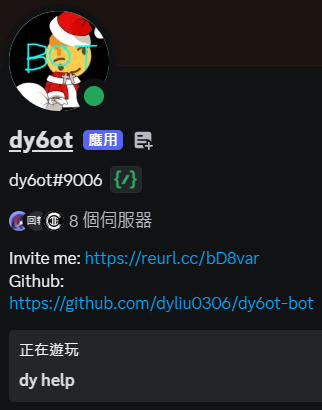 BOT
dy6ot
應用
dy6ot#9006
8 個伺服器
Invite me: https://reurl.cc/bD8var
Github:
https://github.com/dyliu0306/dy6ot-bot
正在遊玩
dy help